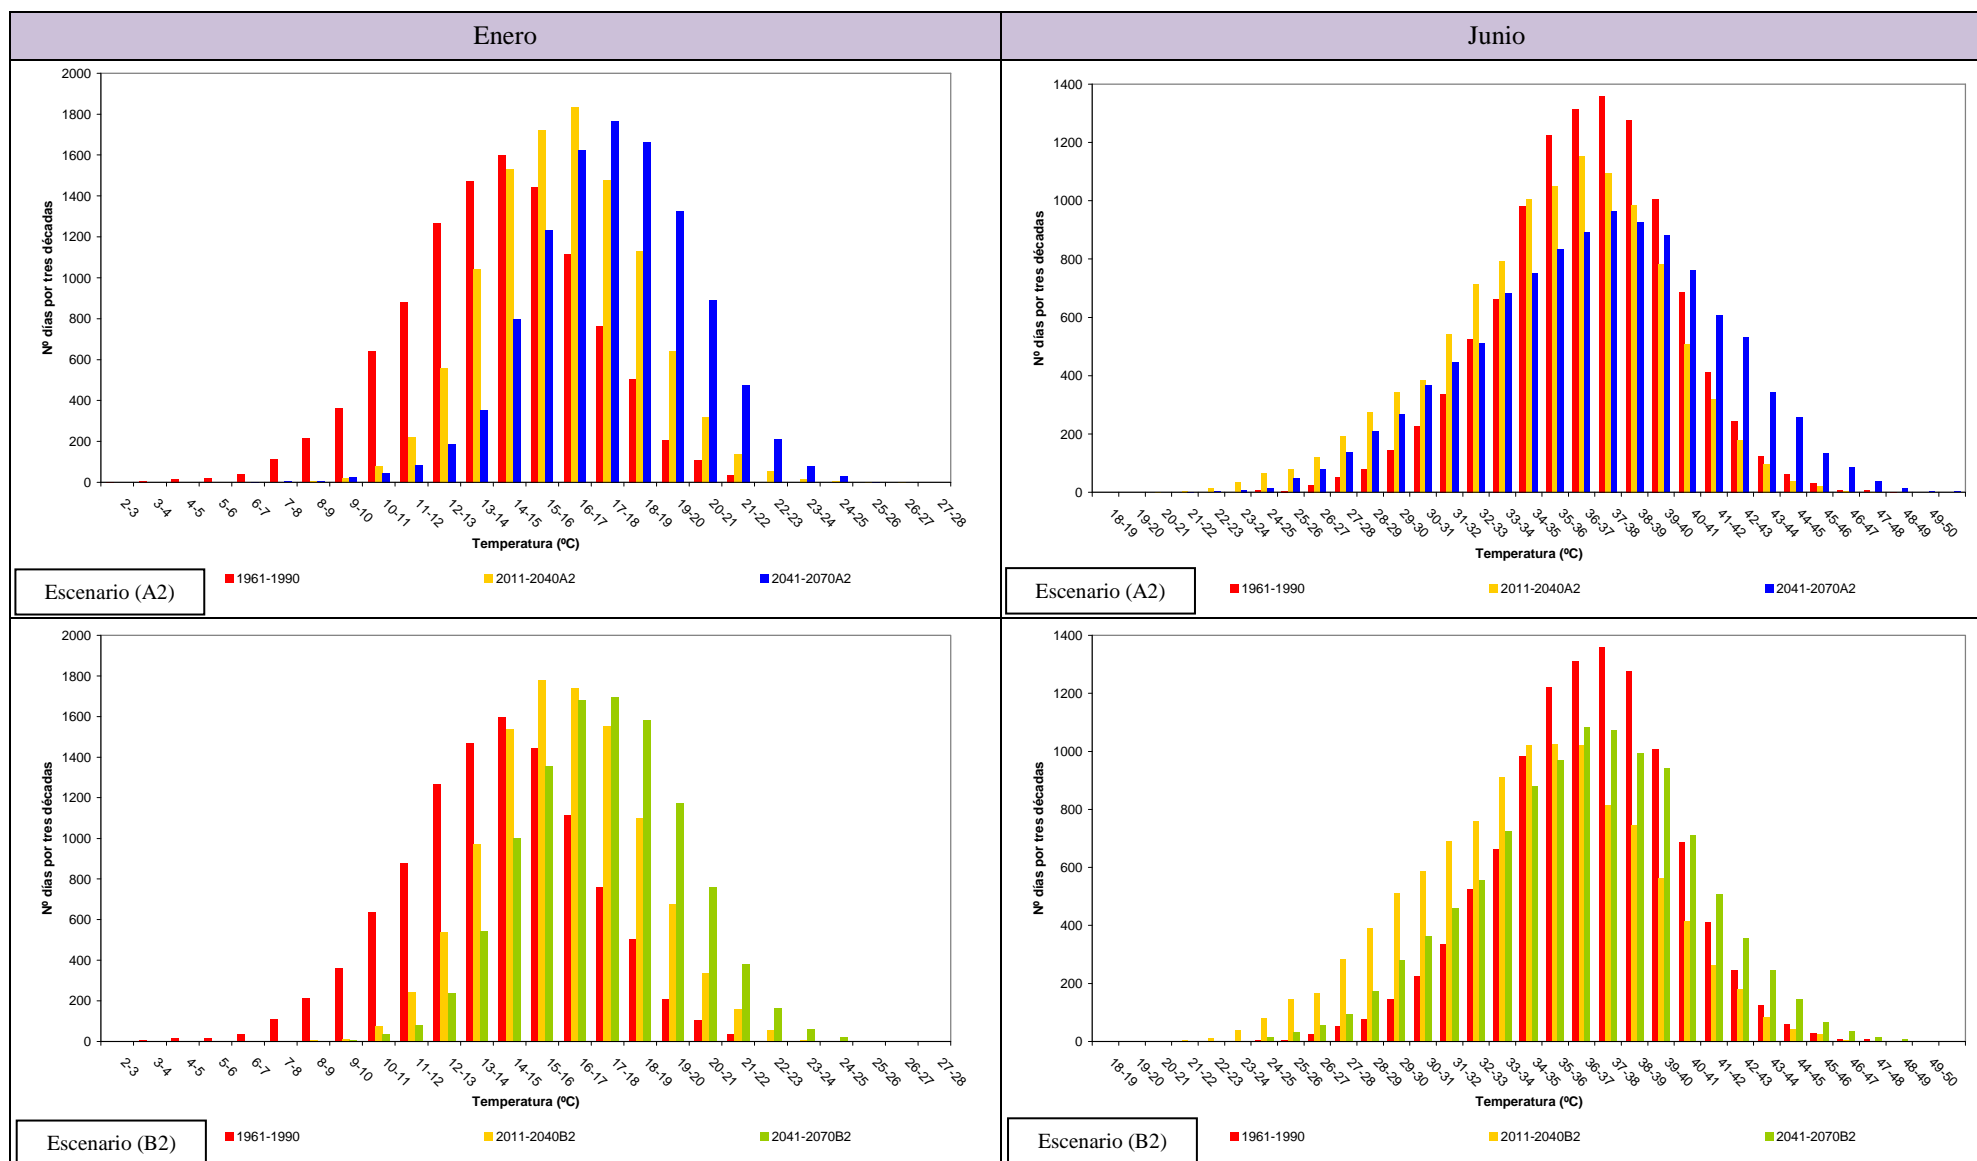 Enero
Junio
2000
1800
1600
1400
1200
1000
800
600
400
200
0
Nº días por tres décadas
2-3 3-4 4-5 5-6 6-7 7-8 8-9 9-10 10-11 11-12 12-13 13-14 14-15 15-16 16-17 17-18 18-19 19-20 20-21 21-22 22-23 23-24 24-25 25-26 26-27 27-28
Temperatura (ºC)
Escenario (A2)
1961-1990 2011-2040A2 2041-2070A2
1400
1200
1000
800
600
400
200
0
Nº días por tres décadas
18-19 19-20 20-21 21-22 22-23 23-24 24-25 25-26 26-27 27-28 28-29 29-30 30-31 31-32 32-33 33-34 34-35 35-36 36-37 37-38 38-39 39-40 40-41 41-42 42-43 43-44 44-45 45-46 46-47 47-48 48-49 49-50
Temperatura (ºC)
Escenario (A2)
1961-1990 2011-2040A2 2041-2070A2
2000
1800
1600
1400
1200
1000
800
600
400
200
0
Nº días por tres décadas
2-3 3-4 4-5 5-6 6-7 7-8 8-9 9-10 10-11 11-12 12-13 13-14 14-15 15-16 16-17 17-18 18-19 19-20 20-21 21-22 22-23 23-24 24-25 25-26 26-27 27-28
Temperatura (ºC)
Escenario (B2)
1961-1990 2011-2040B2 2041-2070B2
1400
1200
1000
800
600
400
200
0
Nº días por tres décadas
18-19 19-20 20-21 21-22 22-23 23-24 24-25 25-26 26-27 27-28 28-29 29-30 30-31 31-32 32-33 33-34 34-35 35-36 36-37 37-38 38-39 39-40 40-41 41-42 42-43 43-44 44-45 45-46 46-47 47-48 48-49 49-50
Temperatura (ºC)
Escenario (B2)
1961-1990 2011-2040B2 2041-2070B2